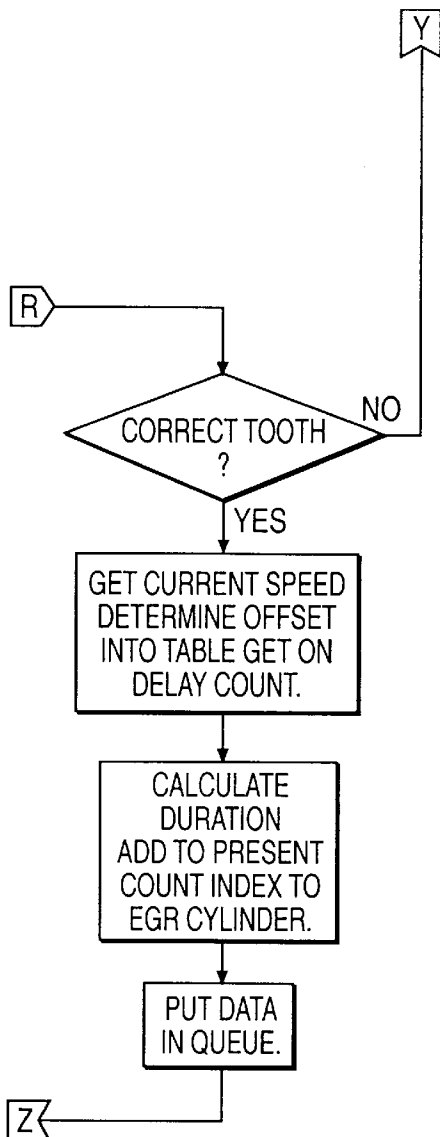 Y
R
CORRECT TOOTH
?
NO
YES
GET CURRENT SPEED
DETERMINE OFFSET
INTO TABLE GET ON
DELAY COUNT.
CALCULATE
DURATION
ADD TO PRESENT
COUNT INDEX TO
EGR CYLINDER.
PUT DATA
IN QUEUE.
Z